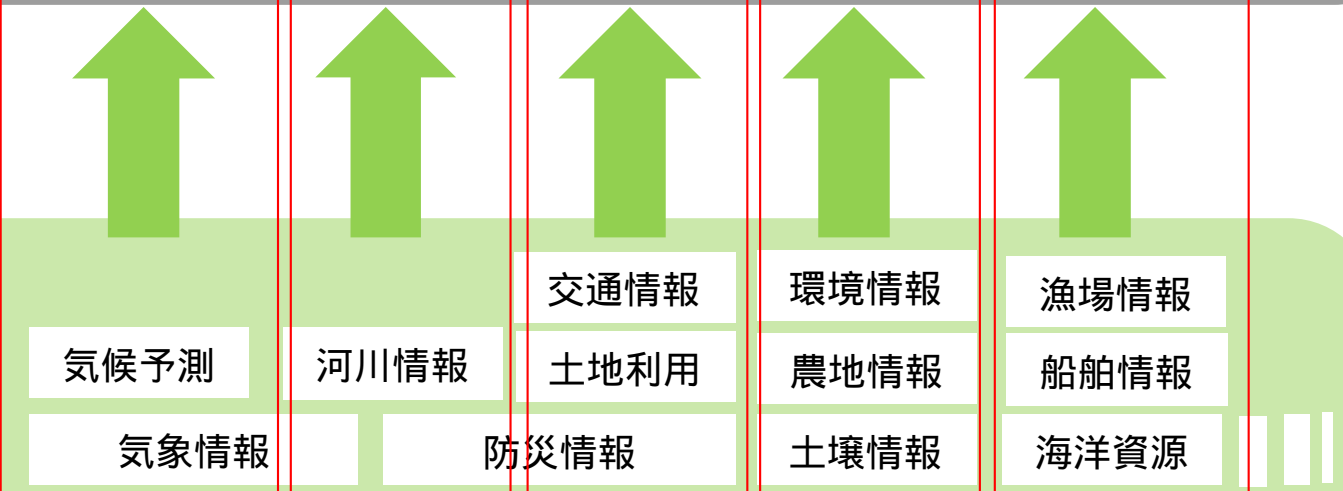 交通情報
環境情報
漁場情報
気候予測
河川情報
土地利用
農地情報
船舶情報
気象情報
防災情報
土壌情報
海洋資源